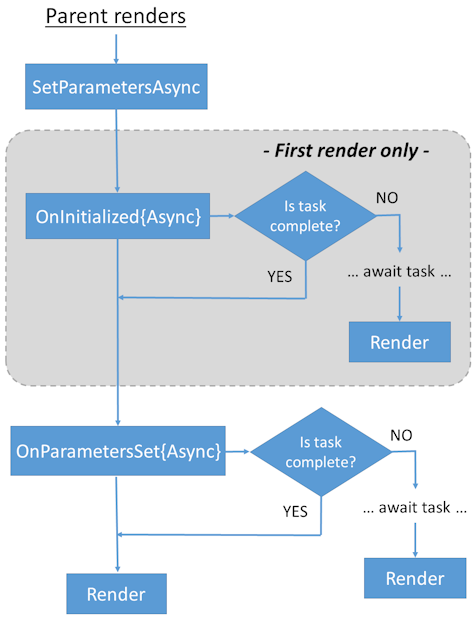 Parent renders
SetParametersAsync
- First render only -
OnInitialized{Async}
Is task
complete?
NO
YES
... await task ...
Render
OnParametersSet{Async}
Is task
complete?
NO
YES
... await task ...
Render
Render